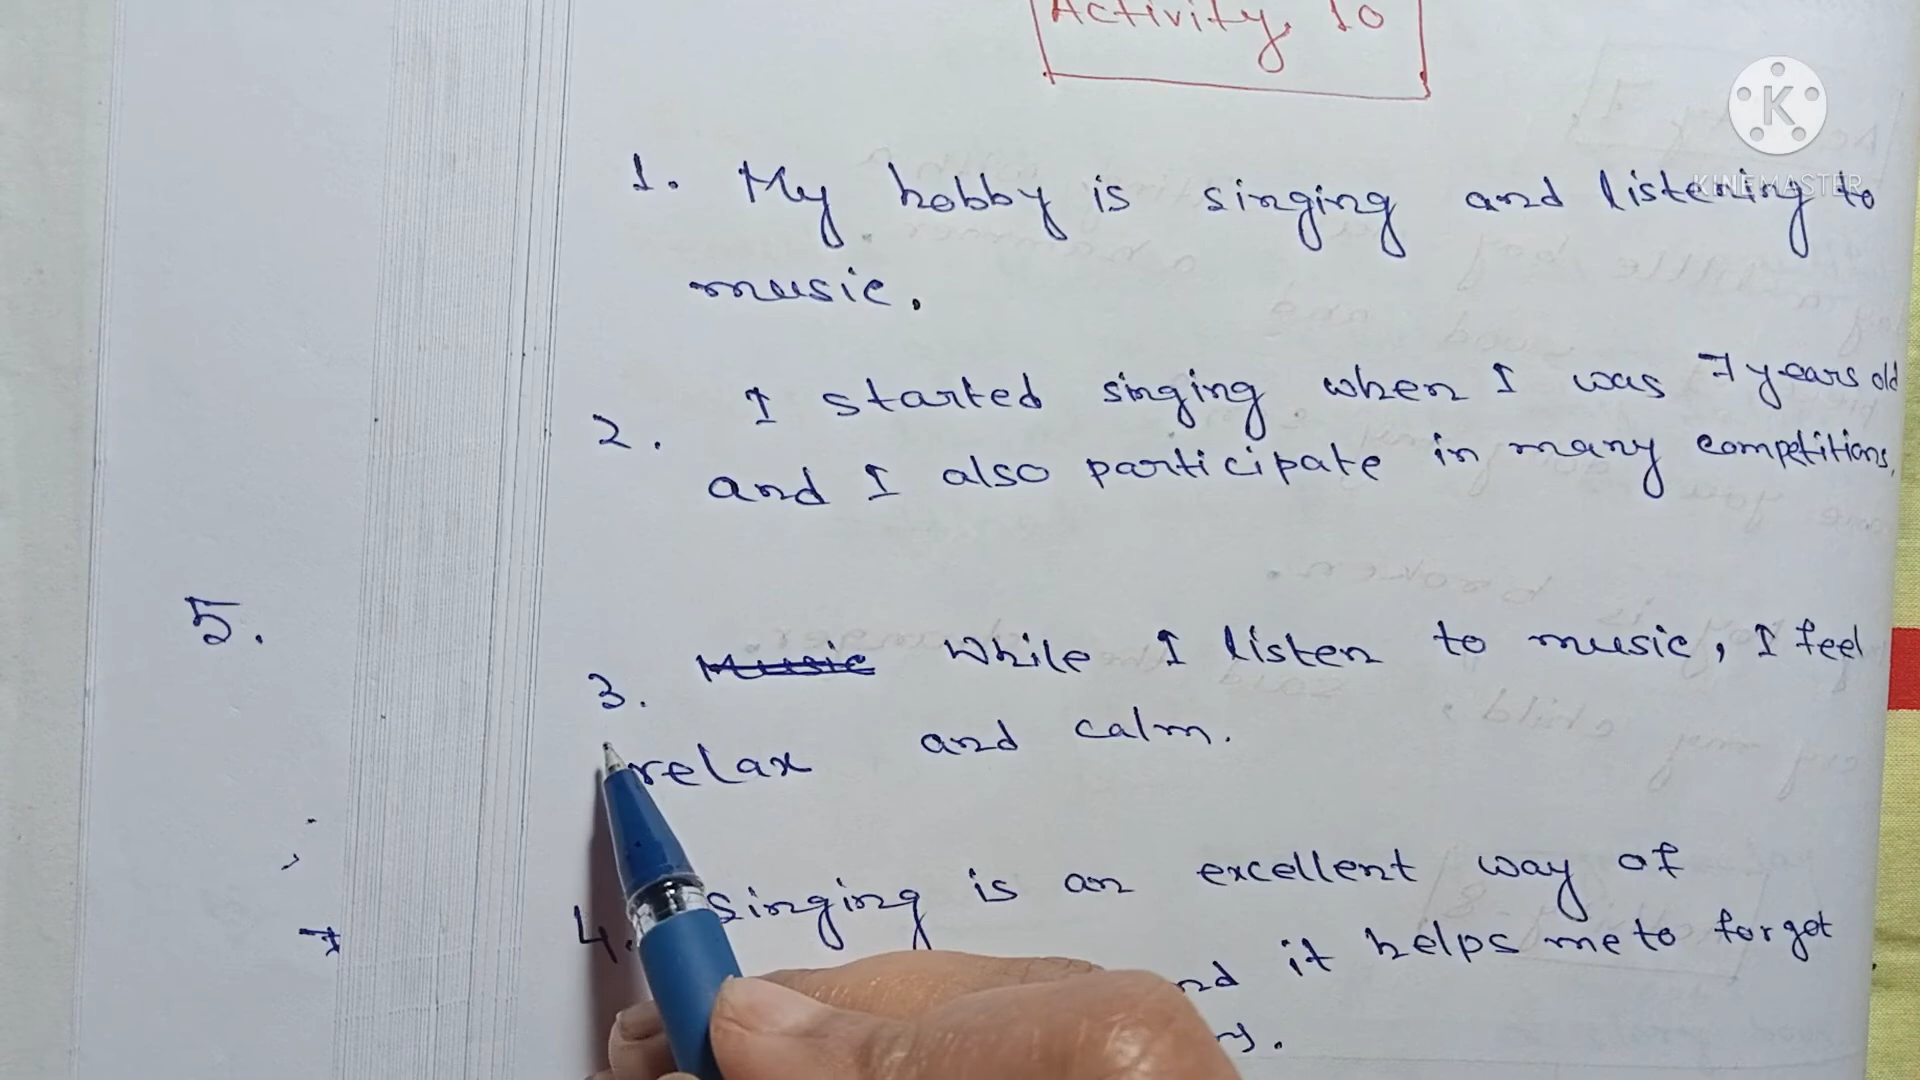 Activity 10
KINEMASTER
1. My hobby is singing and listening to
music.
2. I started singing when I was 7 years old
and I also participate in many competitions.
5.
3. Music While I listen to music, I feel
relax and calm.
4. Singing is an excellent way of
it helps me to forget